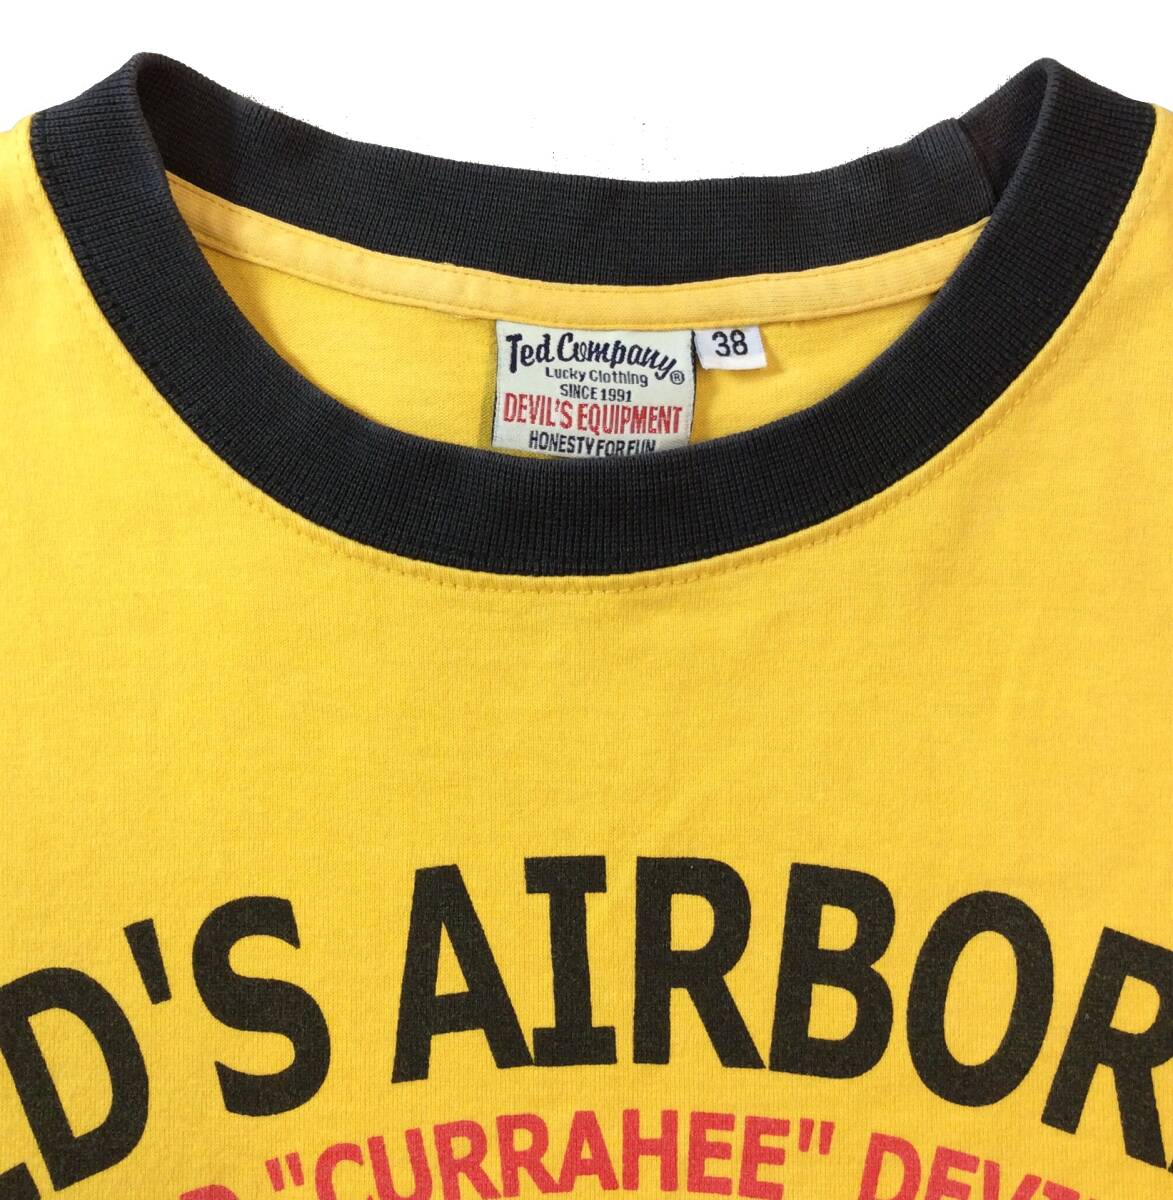 Ted Company
Lucky Clothing ®
SINCE 1991
DEVIL'S EQUIPMENT
HONESTY FOR FUN
38
D'S AIRBOR
"CURRAHEE"